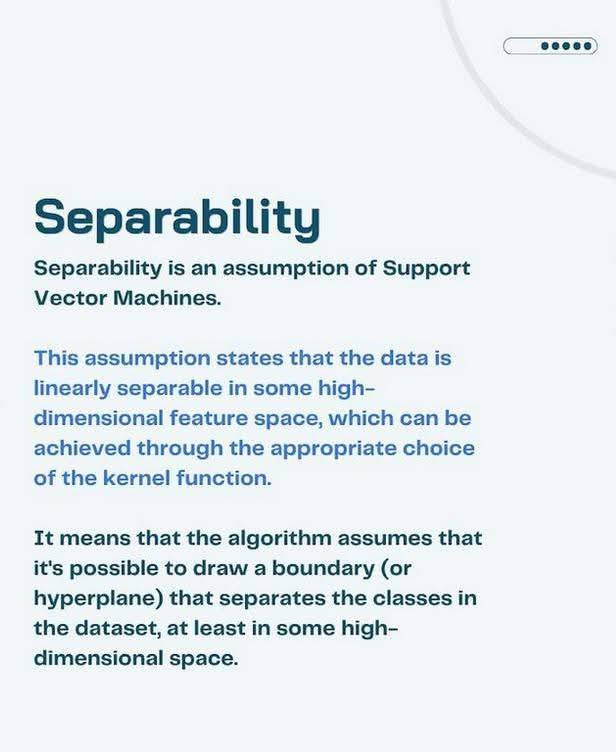 Separability
Separability is an assumption of Support
Vector Machines.
This assumption states that the data is
linearly separable in some high-
dimensional feature space, which can be
achieved through the appropriate choice
of the kernel function.
It means that the algorithm assumes that
it's possible to draw a boundary (or
hyperplane) that separates the classes in
the dataset, at least in some high-
dimensional space.